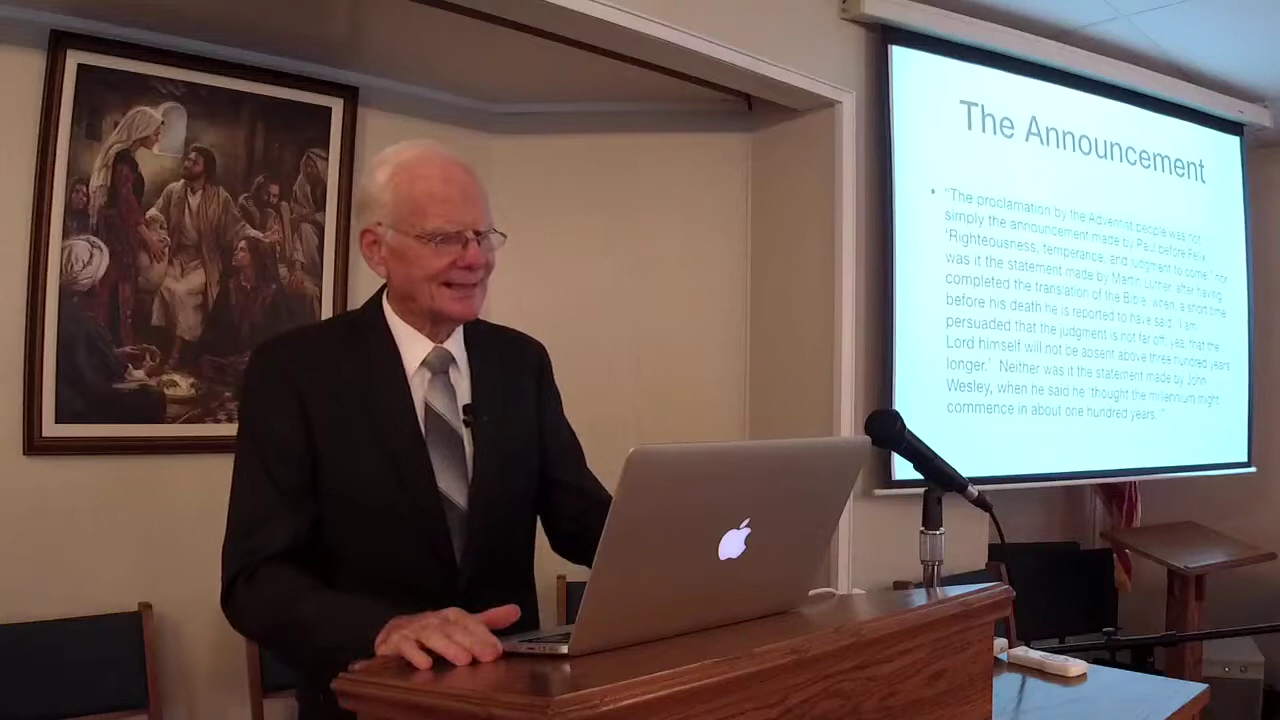 The Announcement
• "The proclamation by the Adventist people was not
simply the announcement made by Paul before Felix
'Righteousness, temperance, and judgment to come,' nor
was it the statement made by Martin Luther, after having
completed the translation of the Bible, when, a short time
before his death he is reported to have said, 'I am
persuaded that the judgment is not far off; yea, that the
Lord himself will not be absent above three hundred years
longer.' Neither was it the statement made by John
Wesley, when he said he 'thought the millennium might
commence in about one hundred years.'"